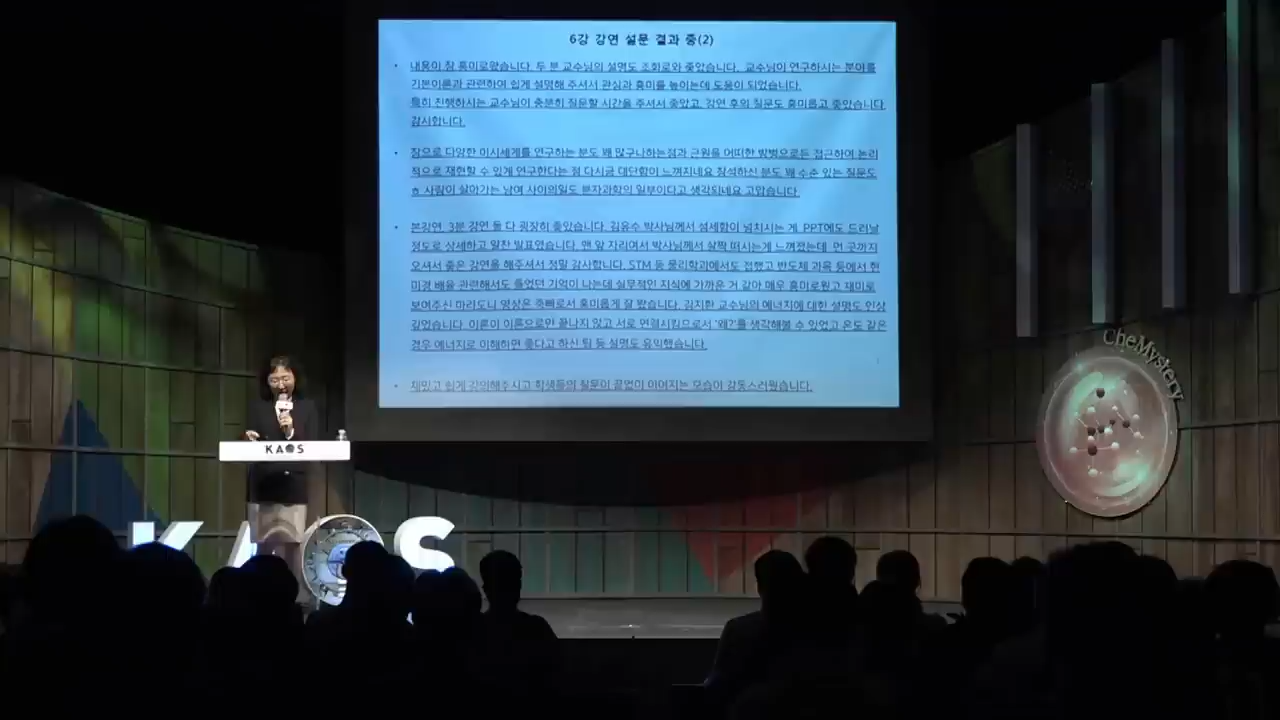 6강 강연 설문 결과 중(2)
• 내용이 참 흥미로왔습니다. 두 분 교수님의 설명도 조화로와 좋았습니다. 교수님이 연구하시는 분야를
기본이론과 관련하여 쉽게 설명해 주셔서 관심과 흥미를 높이는데 도움이 되었습니다.
특히 진행하시는 교수님이 충분히 질문할 시간을 주셔서 좋았고, 강연 후의 질문도 흥미롭고 좋았습니다.
감사합니다.
• 참으로 다양한 미시세계를 연구하는 분도 꽤 많구나하는점과 근원을 어떠한 방법으로든 접근하여 논리
적으로 재현할 수 있게 연구한다는 점 다시금 대단함이 느껴지네요 참석하신 분도 꽤 수준 있는 질문도
ㅎ 사람이 살아가는 남여 사이의일도 분자과학의 일부이다고 생각되네요 고맙습니다.
• 본강연, 3분 강연 둘 다 굉장히 좋았습니다. 김유수 박사님께서 섬세함이 넘치시는 게 PPT에도 드러날
정도로 상세하고 알찬 발표였습니다. 맨 앞 자리여서 박사님께서 살짝 떠시는게 느껴졌는데 먼 곳까지
오셔서 좋은 강연을 해주셔서 정말 감사합니다. STM 등 물리학과에서도 접했고 반도체 과목 등에서 현
미경 배율 관련해서도 들었던 기억이 나는데 실무적인 지식에 가까운 거 같아 매우 흥미로웠고 재미로
보여주신 마리오니 영상은 흥미롭게 잘 봤습니다. 김지한 교수님의 에너지에 대한 설명도 인상
깊었습니다. 이론이 이론으로만 끝나지 않고 서로 연결시킴으로서 '왜?'를 생각해볼 수 있었고 온도 같은
경우 에너지로 이해하면 좋다고 하신 팁 등 설명도 유익했습니다.
• 재밌고 쉽게 강의해주시고 학생들의 질문이 끝없이 이어지는 모습이 감동스러웠습니다.
CheMystery
KAOS
KAOS